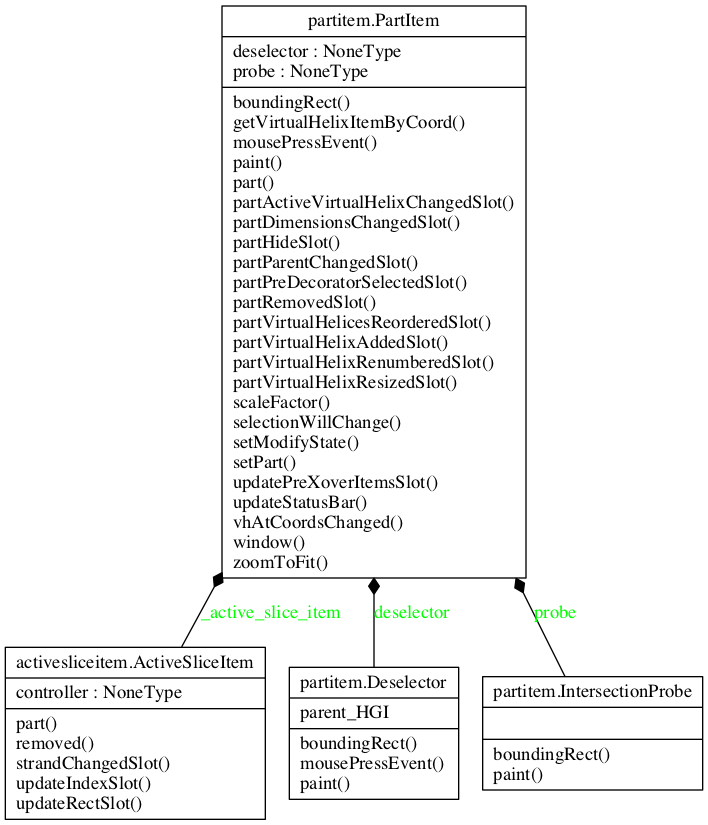 partitem.PartItem
deselector : NoneType
probe : NoneType
boundingRect()
getVirtualHelixItemByCoord()
mousePressEvent()
paint()
part()
partActiveVirtualHelixChangedSlot()
partDimensionsChangedSlot()
partHideSlot()
partParentChangedSlot()
partPreDecoratorSelectedSlot()
partRemovedSlot()
partVirtualHelicesReorderedSlot()
partVirtualHelixAddedSlot()
partVirtualHelixRenumberedSlot()
partVirtualHelixResizedSlot()
scaleFactor()
selectionWillChange()
setModifyState()
setPart()
updatePreXoverItemsSlot()
updateStatusBar()
vhAtCoordsChanged()
window()
zoomToFit()
_active_slice_item
deselector
probe
activesliceitem.ActiveSliceItem
controller : NoneType
part()
removed()
strandChangedSlot()
updateIndexSlot()
updateRectSlot()
partitem.Deselector
parent_HGI
boundingRect()
mousePressEvent()
paint()
partitem.IntersectionProbe
boundingRect()
paint()